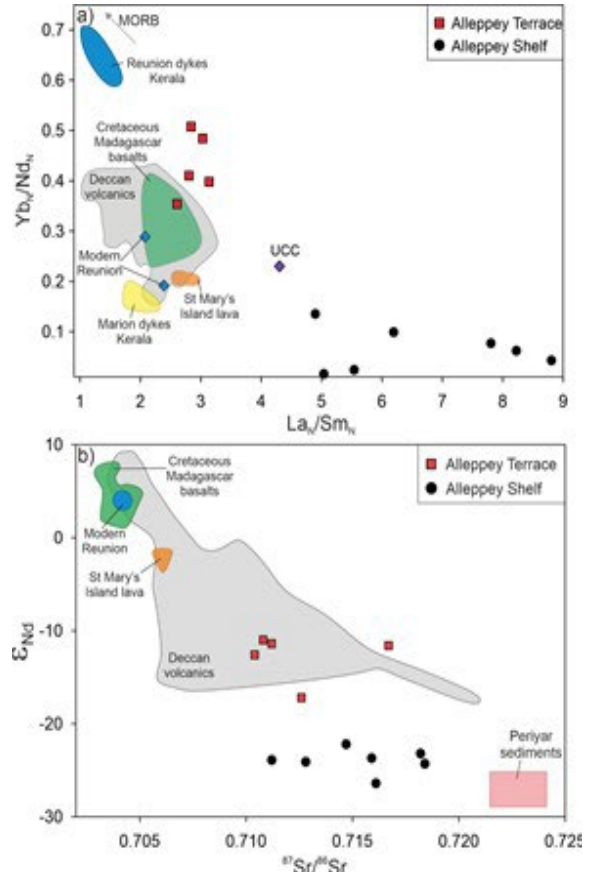 a)
MORB
Alleppey Terrace
Alleppey Shelf
Reunion dykes
Kerala
Cretaceous
Madagascar
basalts
Deccan
volcanics
UCC
Modern
Reunion
St Mary's
Island lava
Marion dykes
Kerala
0.7
0.6
0.5
0.4
0.3
0.2
0.1
Yb_N/Nd_N
1 2 3 4 5 6 7 8 9
La_N/Sm_N
b)
Alleppey Terrace
Alleppey Shelf
Cretaceous
Madagascar
basalts
Modern
Reunion
St Mary's
Island lava
Deccan
volcanics
Periyar
sediments
10
0
-10
-20
-30
ε_Nd
0.705 0.710 0.715 0.720 0.725
⁸⁷Sr/⁸⁶Sr